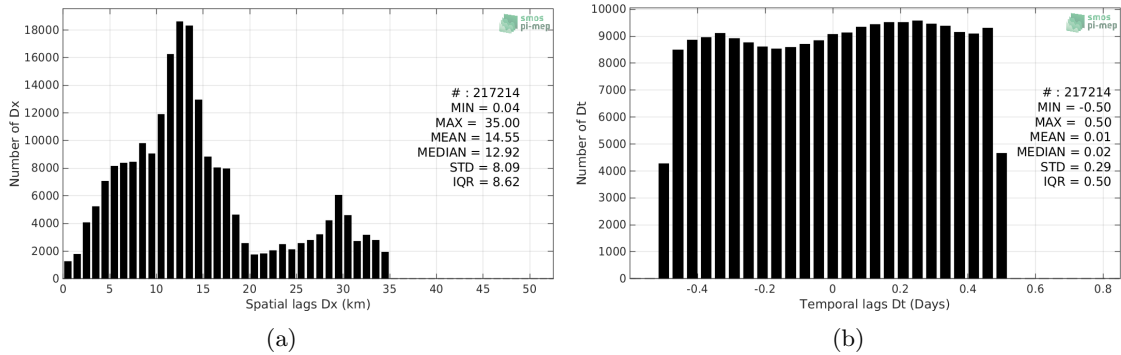 18000
16000
14000
12000
10000
8000
6000
4000
2000
0
Number of Dx
smos
pi-mep
# : 217214
MIN = 0.04
MAX = 35.00
MEAN = 14.55
MEDIAN = 12.92
STD = 8.09
IQR = 8.62
0 5 10 15 20 25 30 35 40 45 50
Spatial lags Dx (km)
(a)
10000
9000
8000
7000
6000
5000
4000
3000
2000
1000
0
Number of Dt
smos
pi-mep
# : 217214
MIN = -0.50
MAX = 0.50
MEAN = 0.01
MEDIAN = 0.02
STD = 0.29
IQR = 0.50
-0.4 -0.2 0 0.2 0.4 0.6 0.8
Temporal lags Dt (Days)
(b)